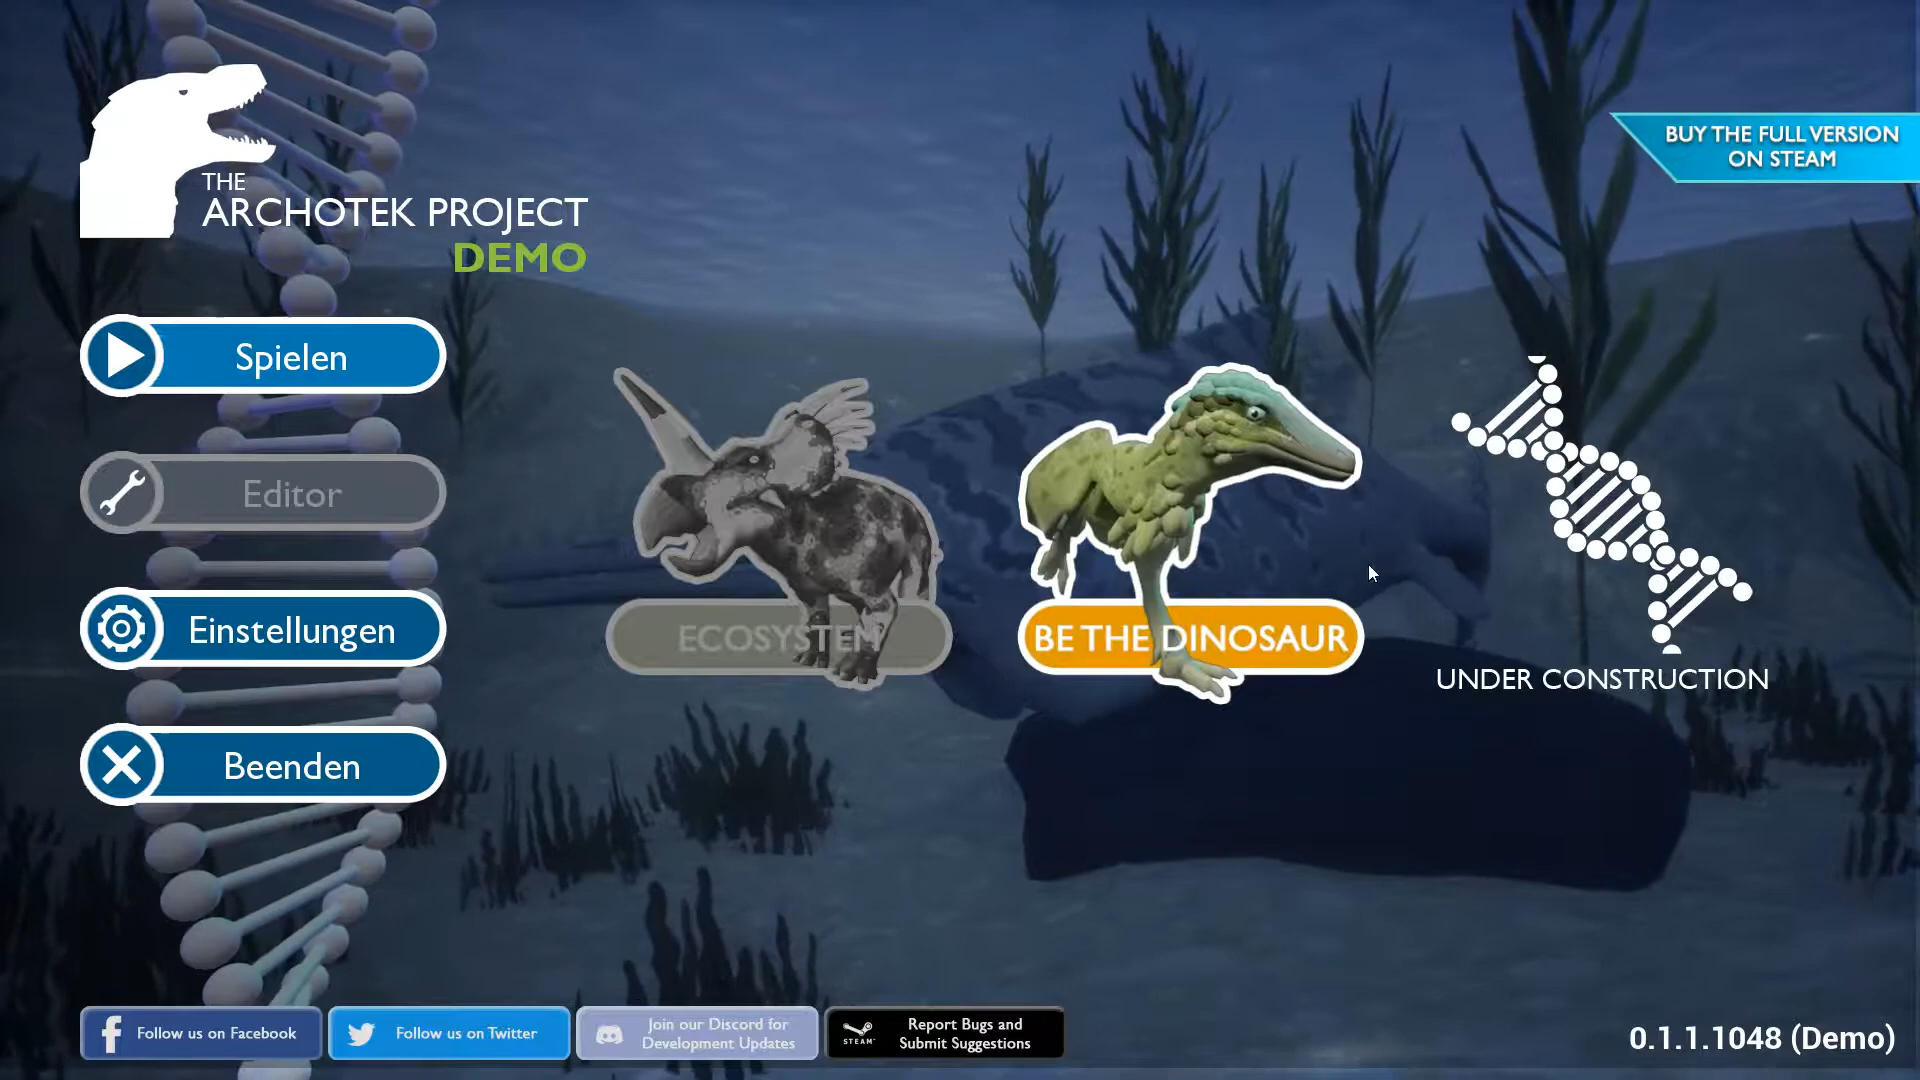 THE
ARCHOTEK PROJECT
DEMO
BUY THE FULL VERSION
ON STEAM
Spielen
Editor
Einstellungen
Beenden
ECOSYSTEM
BE THE DINOSAUR
UNDER CONSTRUCTION
Follow us on Facebook
Follow us on Twitter
Join our Discord for
Development Updates
STEAM
Report Bugs and
Submit Suggestions
0.1.1.1048 (Demo)